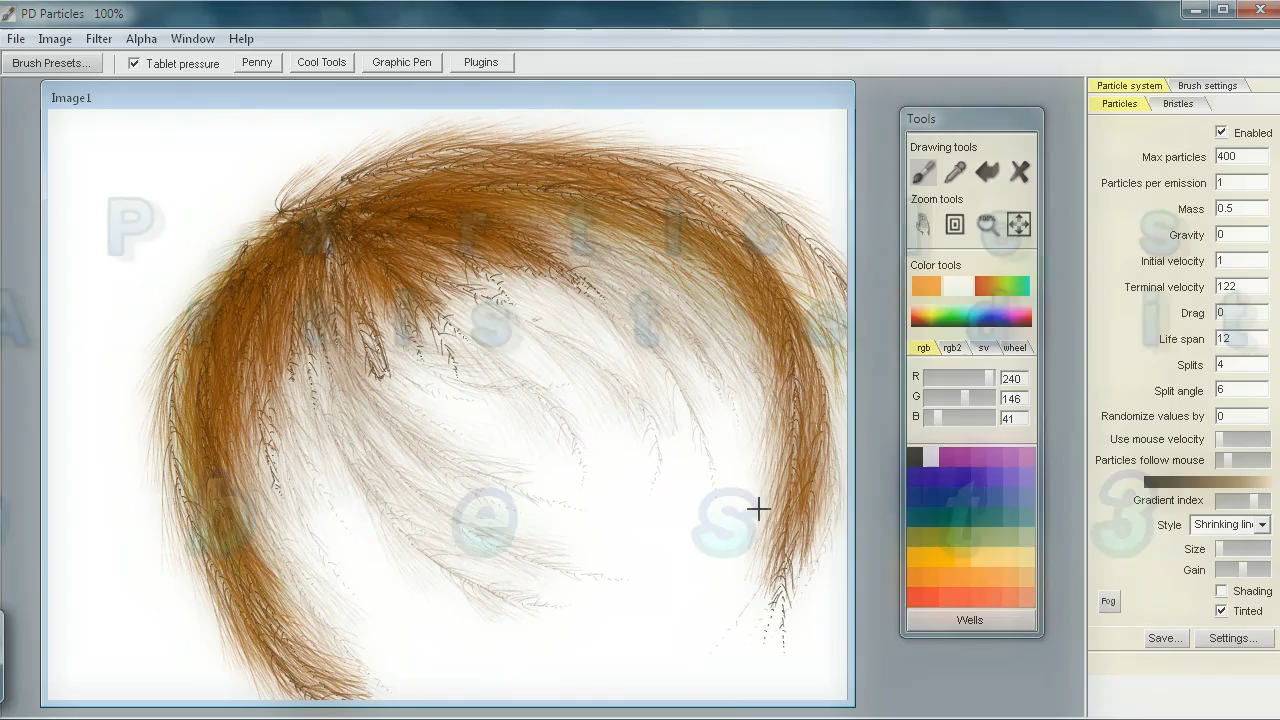 PD Particles 100%
File Image Filter Alpha Window Help
Brush Presets... Tablet pressure Penny Cool Tools Graphic Pen Plugins
Image1
Tools
Drawing tools
Zoom tools
100%
Color tools
rgb rgb2 sv wheel
R 240
G 146
B 41
Wells
Particle system Brush settings
Particles Bristles
Enabled
Max particles 400
Particles per emission 1
Mass 0.5
Gravity 0
Initial velocity 1
Terminal velocity 122
Drag 0
Life span 12
Splits 4
Split angle 6
Randomize values by 0
Use mouse velocity
Particles follow mouse
Gradient index
Style Shrinking lin
Size
Gain
Fog Shading
Tinted
Save... Settings...